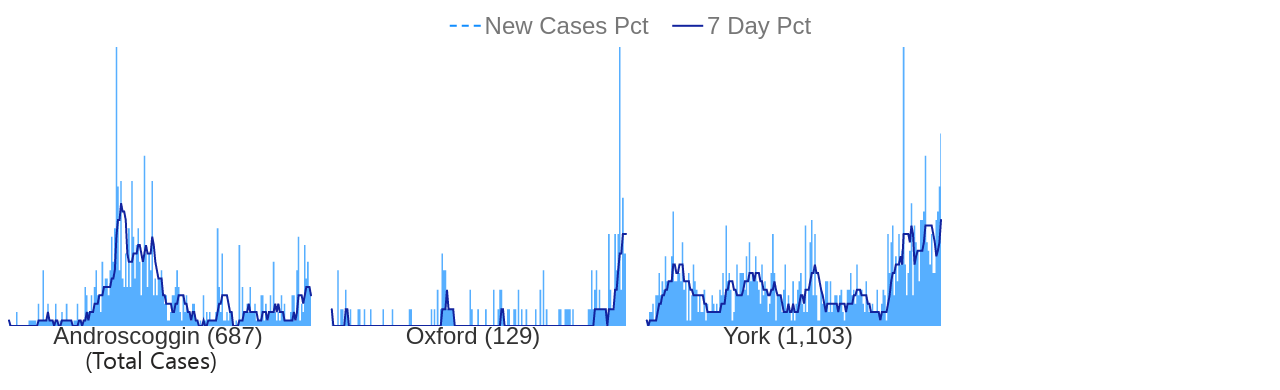 New Cases Pct 7 Day Pct
Androscoggin (687) Oxford (129) York (1,103)
(Total Cases)